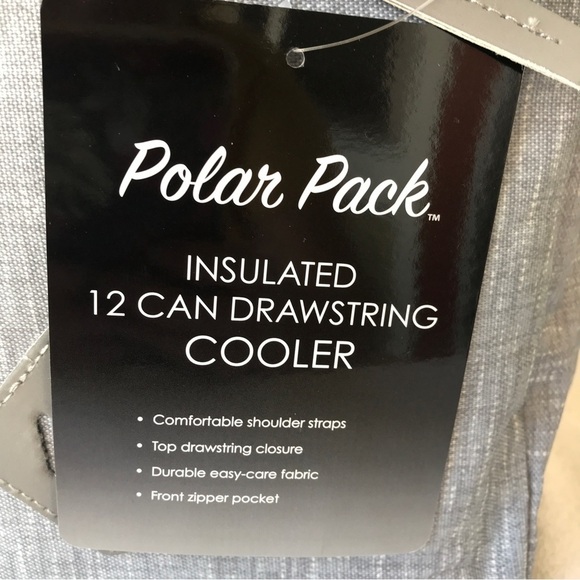 Polar Pack™
INSULATED
12 CAN DRAWSTRING
COOLER
• Comfortable shoulder straps
• Top drawstring closure
• Durable easy-care fabric
• Front zipper pocket